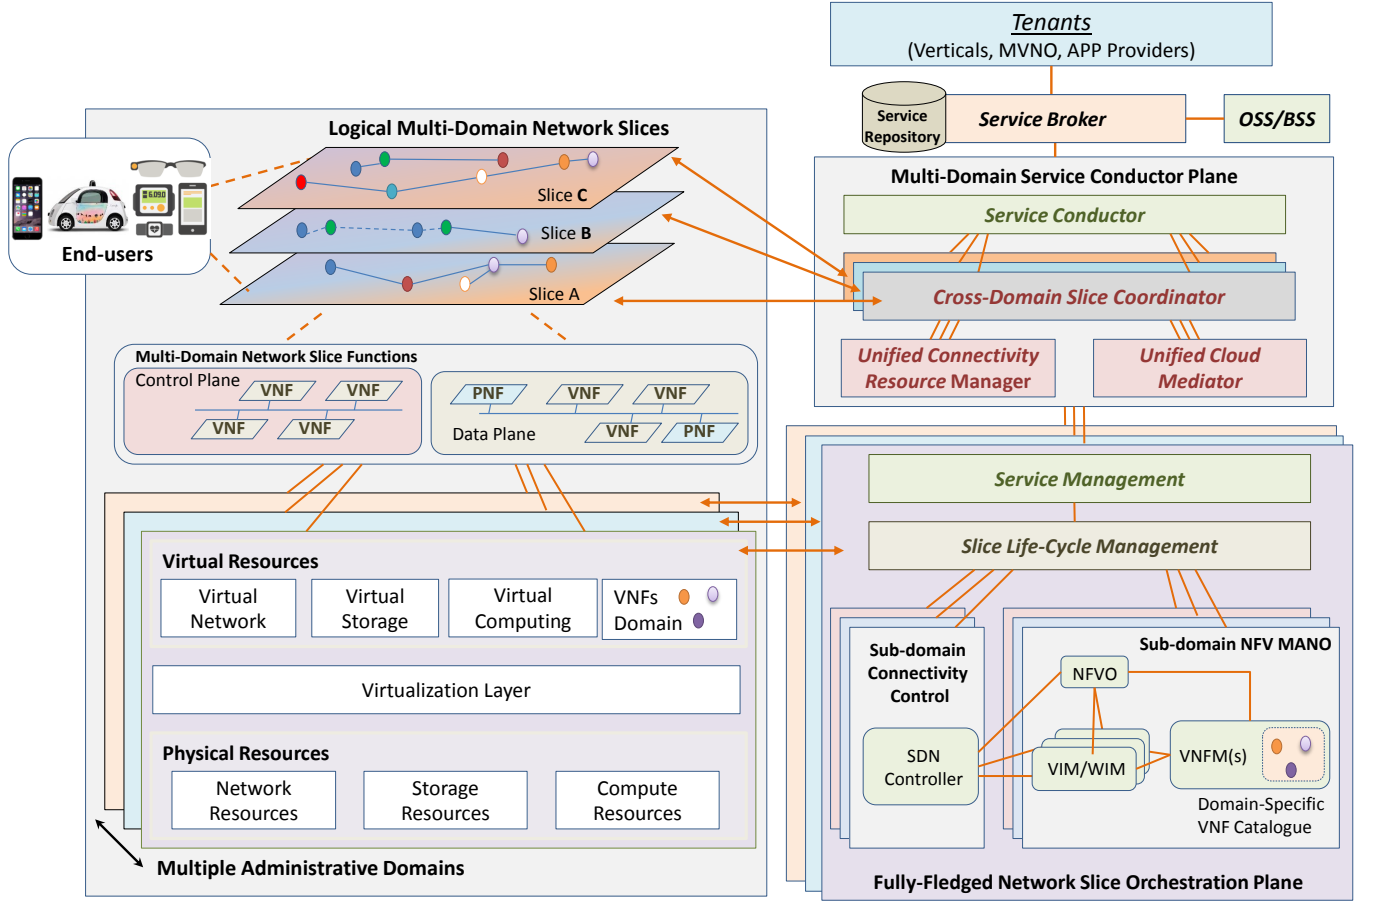 Tenants
(Verticals, MVNO, APP Providers)
Service
Repository
Service Broker
OSS/BSS
Logical Multi-Domain Network Slices
Slice C
Slice B
Slice A
6:09.0
End-users
Multi-Domain Service Conductor Plane
Service Conductor
Cross-Domain Slice Coordinator
Unified Connectivity
Resource Manager
Unified Cloud
Mediator
Multi-Domain Network Slice Functions
Control Plane
VNF
VNF
VNF
VNF
PNF
VNF
VNF
Data Plane
VNF
PNF
Virtual Resources
Virtual
Network
Virtual
Storage
Virtual
Computing
VNFs
Domain
Virtualization Layer
Physical Resources
Network
Resources
Storage
Resources
Compute
Resources
Multiple Administrative Domains
Service Management
Slice Life-Cycle Management
Sub-domain
Connectivity
Control
SDN
Controller
Sub-domain NFV MANO
NFVO
VIM/WIM
VNFM(s)
Domain-Specific
VNF Catalogue
Fully-Fledged Network Slice Orchestration Plane